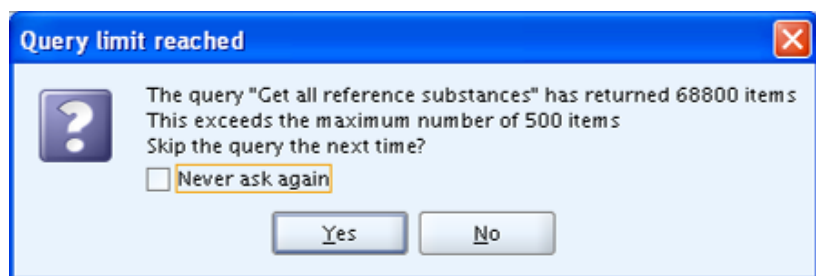 Query limit reached
The query "Get all reference substances" has returned 68800 items
This exceeds the maximum number of 500 items
Skip the query the next time?
Never ask again
Yes
No